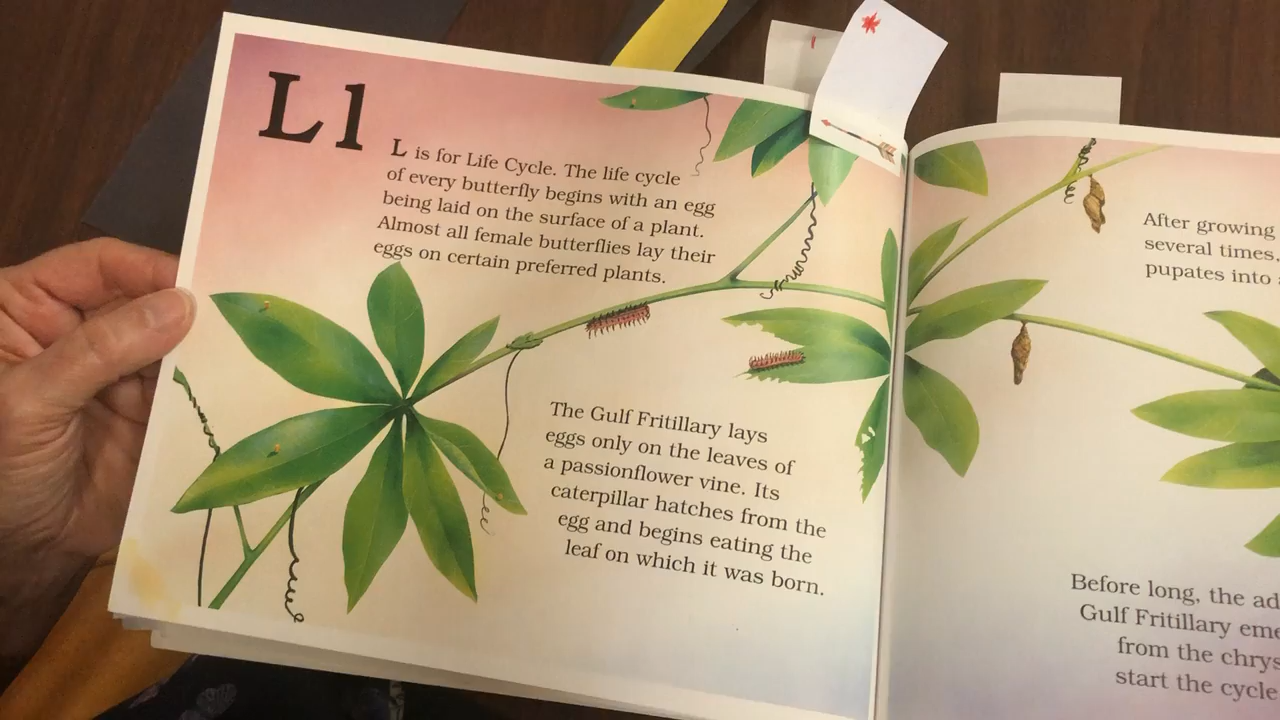 Ll
L is for Life Cycle. The life cycle
of every butterfly begins with an egg
being laid on the surface of a plant.
Almost all female butterflies lay their
eggs on certain preferred plants.
The Gulf Fritillary lays
eggs only on the leaves of
a passionflower vine. Its
caterpillar hatches from the
egg and begins eating the
leaf on which it was born.
After growing
several times,
pupates into
Before long, the
Gulf Fritillary
from the
start the cycle